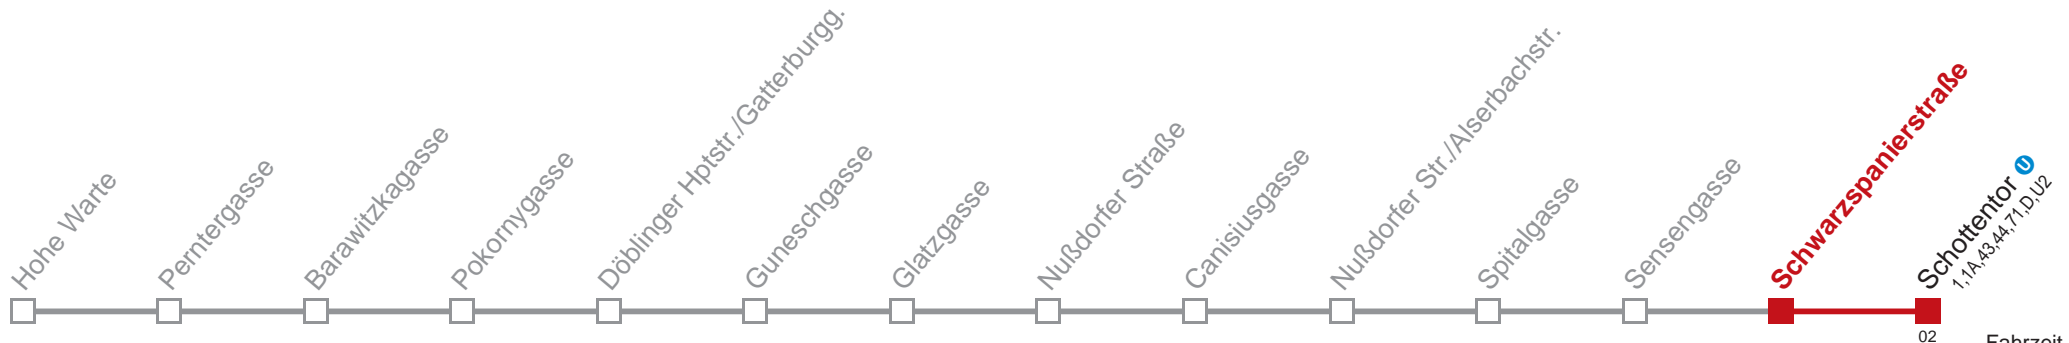 Hohe Warte
Perntergasse
Barawitzkagasse
Pokornygasse
Döblinger Hptstr./Gatterburgg.
Guneschgasse
Glatzgasse
Nußdorfer Straße
Canisiusgasse
Nußdorfer Str./Alserbachstr.
Spitalgasse
Sensengasse
Schwarzspanierstraße
Schottentor U
1,1A,43,44,71,D,U2
02
Fahrzeit